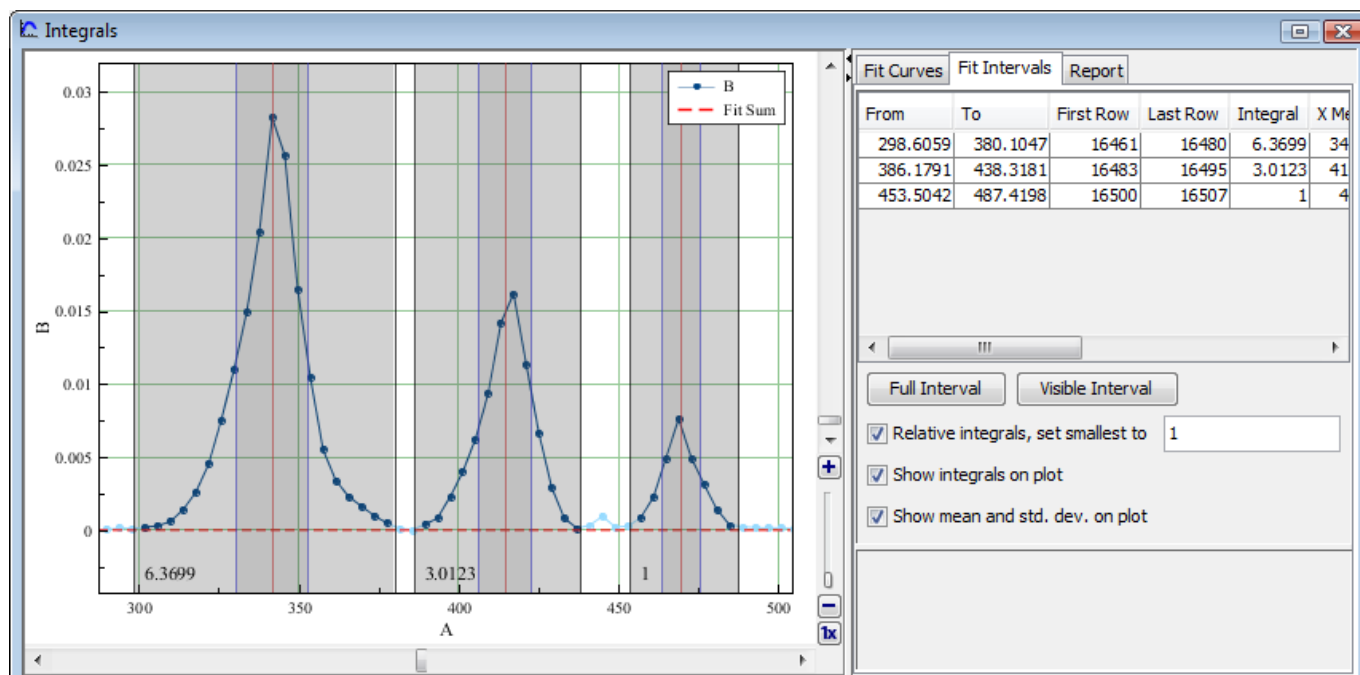 Integrals
B
Fit Sum
0.03
0.025
0.02
0.015
0.01
0.005
0
B
6.3699
3.0123
1
300
350
400
450
500
A
1x
Fit Curves Fit Intervals Report
From To First Row Last Row Integral X Me
298.6059 380.1047 16461 16480 6.3699 34
386.1791 438.3181 16483 16495 3.0123 41
453.5042 487.4198 16500 16507 1 4
Full Interval Visible Interval
Relative integrals, set smallest to 1
Show integrals on plot
Show mean and std. dev. on plot